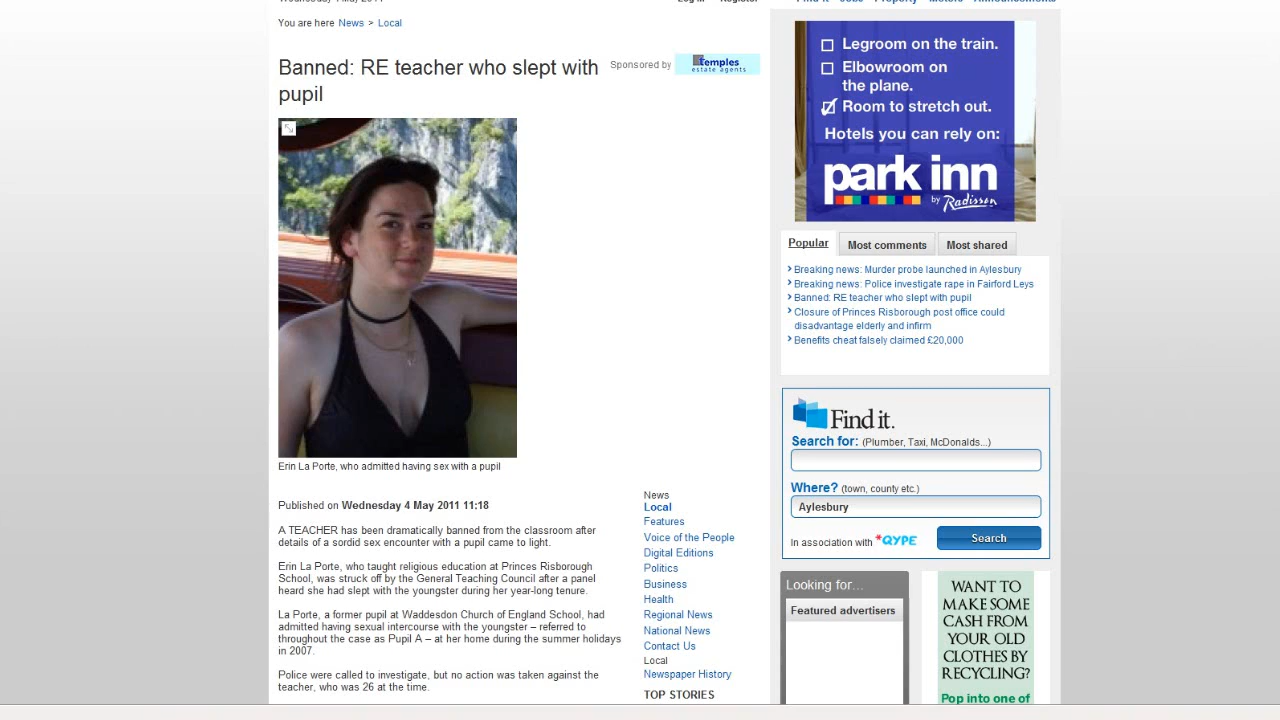 You are here News > Local
Banned: RE teacher who slept with
pupil
Sponsored by temples
estate agents
Erin La Porte, who admitted having sex with a pupil
Published on Wednesday 4 May 2011 11:18
A TEACHER has been dramatically banned from the classroom after
details of a sordid sex encounter with a pupil came to light.
Erin La Porte, who taught religious education at Princes Risborough
School, was struck off by the General Teaching Council after a panel
heard she had slept with the youngster during her year-long tenure.
La Porte, a former pupil at Waddesdon Church of England School, had
admitted having sexual intercourse with the youngster – referred to
throughout the case as Pupil A – at her home during the summer holidays
in 2007.
Police were called to investigate, but no action was taken against the
teacher, who was 26 at the time.
News
Local
Features
Voice of the People
Digital Editions
Politics
Business
Health
Regional News
National News
Contact Us
Local
Newspaper History
TOP STORIES
Legroom on the train.
Elbowroom on
the plane.
Room to stretch out.
Hotels you can rely on:
park inn
by Radisson
Popular Most comments Most shared
Breaking news: Murder probe launched in Aylesbury
Breaking news: Police investigate rape in Fairford Leys
Banned: RE teacher who slept with pupil
Closure of Princes Risborough post office could
disadvantage elderly and infirm
Benefits cheat falsely claimed £20,000
Find it.
Search for: (Plumber, Taxi, McDonalds...)
Where? (town, county etc.)
Aylesbury
In association with *QYPE Search
Looking for...
Featured advertisers
WANT TO
MAKE SOME
CASH FROM
YOUR OLD
CLOTHES BY
RECYCLING?
Pop into one of